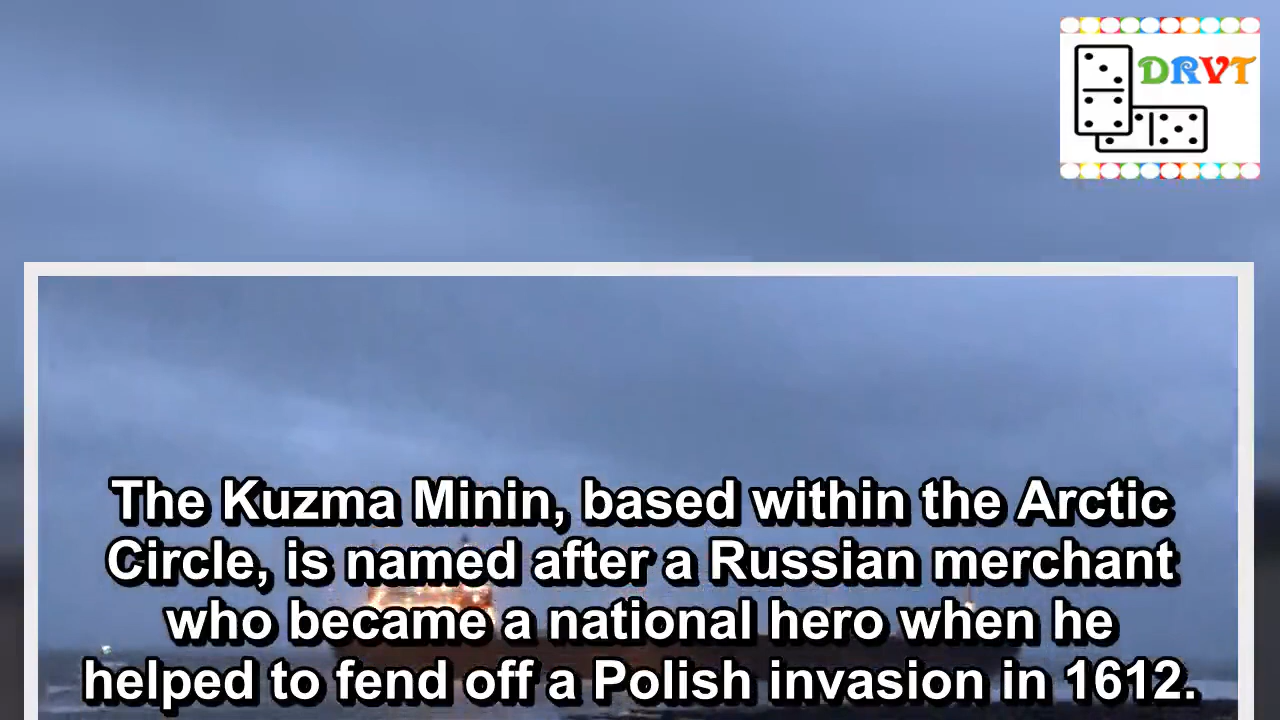 DRVT
The Kuzma Minin, based within the Arctic
Circle, is named after a Russian merchant
who became a national hero when he
helped to fend off a Polish invasion in 1612.